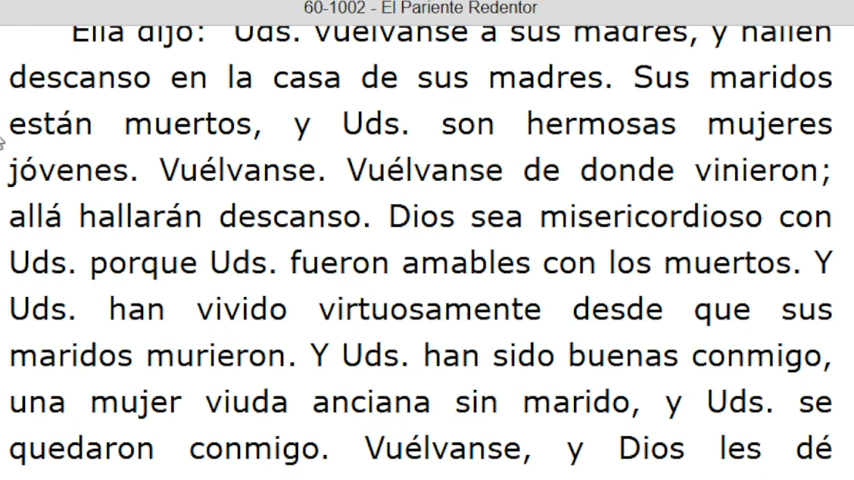 60-1002 - El Pariente Redentor
Ella dijo: "Uds. vuélvanse a sus madres, y hallen
descanso en la casa de sus madres. Sus maridos
están muertos, y Uds. son hermosas mujeres
jóvenes. Vuélvanse. Vuélvanse de donde vinieron;
allá hallarán descanso. Dios sea misericordioso con
Uds. porque Uds. fueron amables con los muertos. Y
Uds. han vivido virtuosamente desde que sus
maridos murieron. Y Uds. han sido buenas conmigo,
una mujer viuda anciana sin marido, y Uds. se
quedaron conmigo. Vuélvanse, y Dios les dé